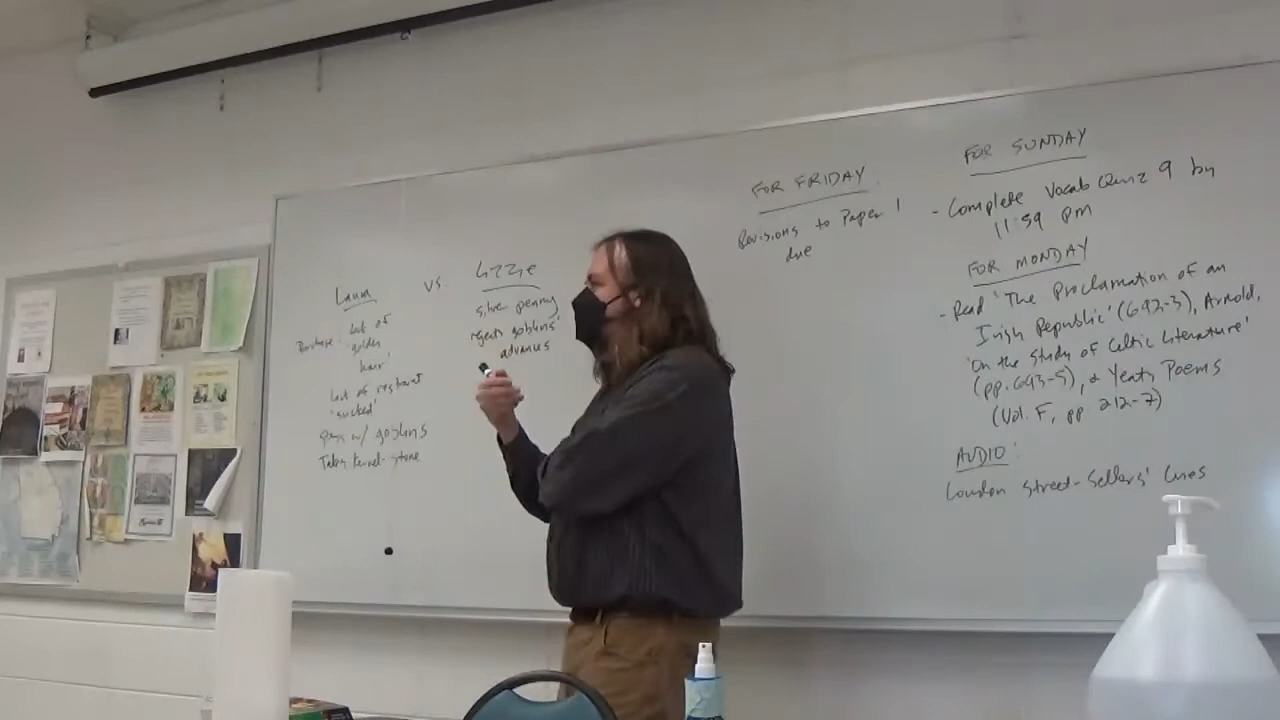 Laura
vs.
Lizzie
Purchase: lock of
golden
hair
lack of restraint
'sucked'
w/ goblins
Takes kernel-stone
silver penny
rejects goblins'
advances
FOR FRIDAY
Revisions to Paper 1
due
FOR SUNDAY
- Complete Vocab Quiz 9 by
11:59 PM
FOR MONDAY
- Read 'The Proclamation of an
Irish Republic' (692-3), Arnold,
'On the Study of Celtic Literature'
(pp. 693-5), & Yeats Poems
(Vol. F, pp 212-7)
AUDIO:
London Street-Sellers' Cries